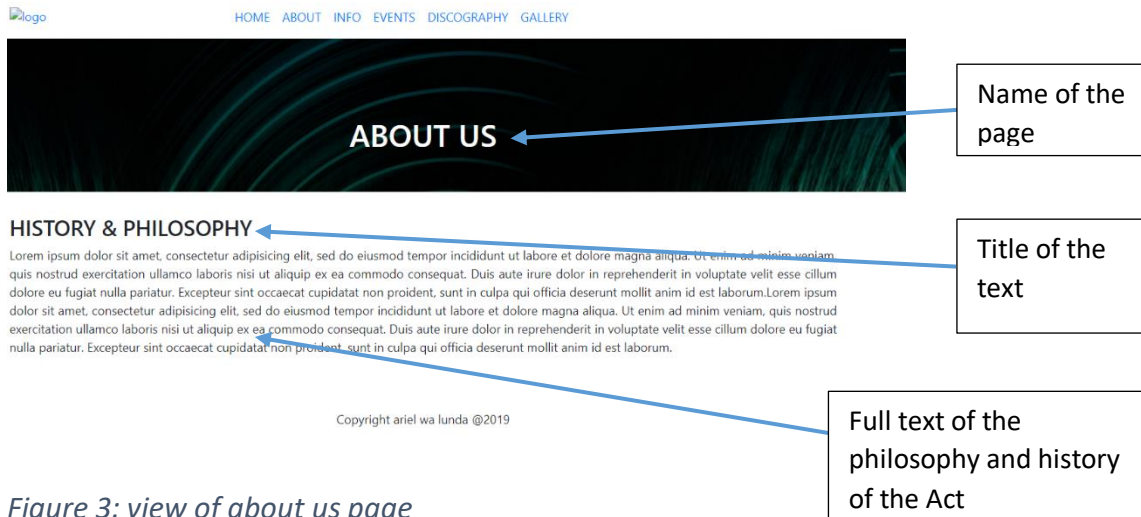 logo
HOME ABOUT INFO EVENTS DISCOGRAPHY GALLERY
ABOUT US
Name of the
page
HISTORY & PHILOSOPHY
Title of the
text
Lorem ipsum dolor sit amet, consectetur adipisicing elit, sed do eiusmod tempor incididunt ut labore et dolore magna aliqua. Ut enim ad minim veniam,
quis nostrud exercitation ullamco laboris nisi ut aliquip ex ea commodo consequat. Duis aute irure dolor in reprehenderit in voluptate velit esse cillum
dolore eu fugiat nulla pariatur. Excepteur sint occaecat cupidatat non proident, sunt in culpa qui officia deserunt mollit anim id est laborum.Lorem ipsum
dolor sit amet, consectetur adipisicing elit, sed do eiusmod tempor incididunt ut labore et dolore magna aliqua. Ut enim ad minim veniam, quis nostrud
exercitation ullamco laboris nisi ut aliquip ex ea commodo consequat. Duis aute irure dolor in reprehenderit in voluptate velit esse cillum dolore eu fugiat
nulla pariatur. Excepteur sint occaecat cupidatat non proident, sunt in culpa qui officia deserunt mollit anim id est laborum.
Copyright ariel wa lunda @2019
Full text of the
philosophy and history
of the Act
Figure 3: view of about us page